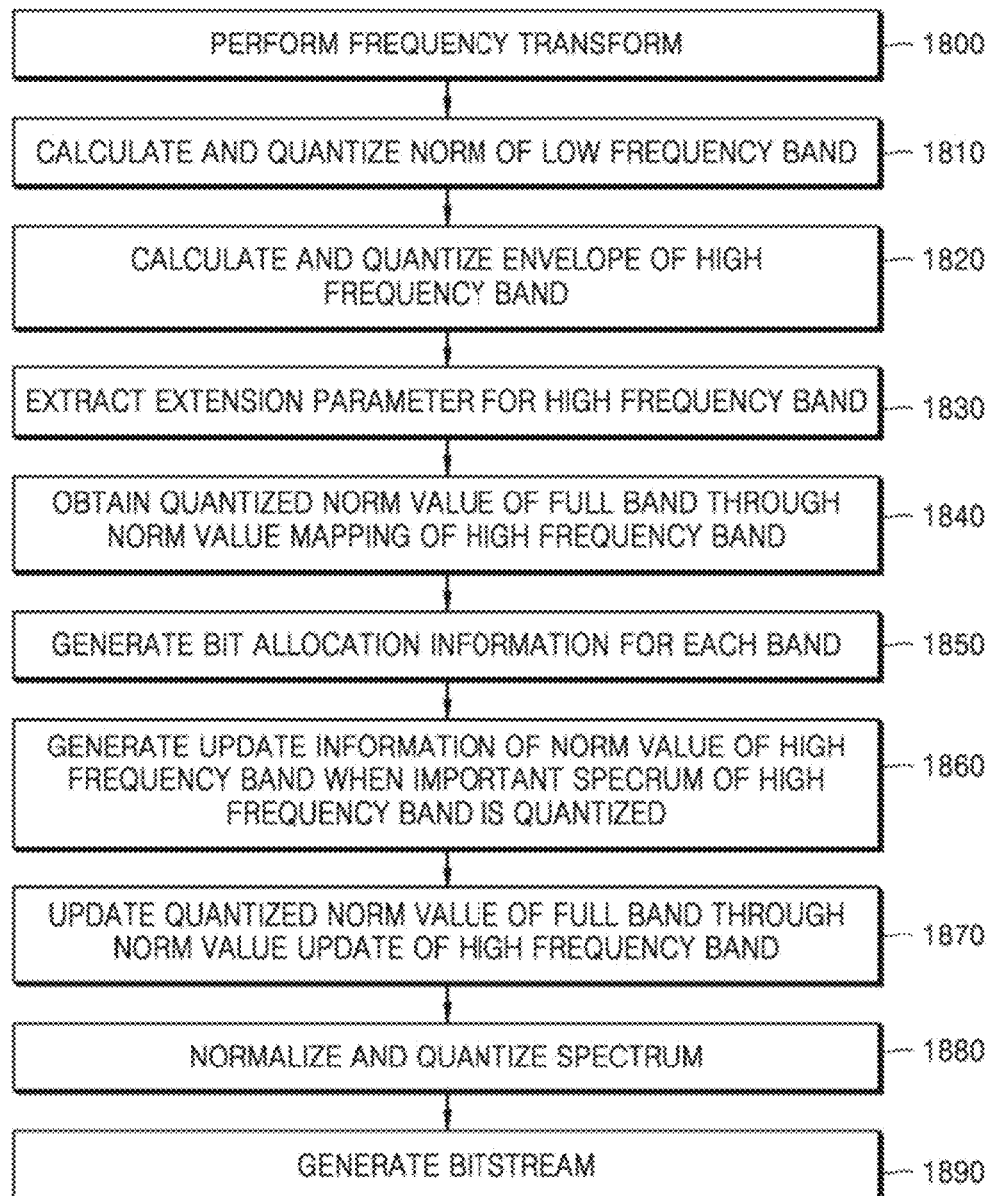 PERFORM FREQUENCY TRANSFORM 1800
CALCULATE AND QUANTIZE NORM OF LOW FREQUENCY BAND 1810
CALCULATE AND QUANTIZE ENVELOPE OF HIGH 1820
FREQUENCY BAND
EXTRACT EXTENSION PARAMETER FOR HIGH FREQUENCY BAND 1830
OBTAIN QUANTIZED NORM VALUE OF FULL BAND THROUGH 1840
NORM VALUE MAPPING OF HIGH FREQUENCY BAND
GENERATE BIT ALLOCATION INFORMATION FOR EACH BAND 1850
GENERATE UPDATE INFORMATION OF NORM VALUE OF HIGH 1860
FREQUENCY BAND WHEN IMPORTANT SPECRUM OF HIGH
FREQUENCY BAND IS QUANTIZED
UPDATE QUANTIZED NORM VALUE OF FULL BAND THROUGH 1870
NORM VALUE UPDATE OF HIGH FREQUENCY BAND
NORMALIZE AND QUANTIZE SPECTRUM 1880
GENERATE BITSTREAM 1890